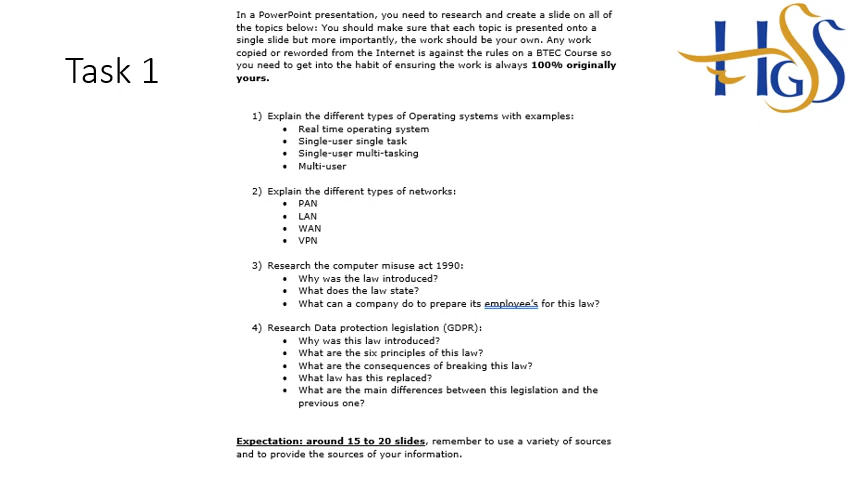 Task 1
In a PowerPoint presentation, you need to research and create a slide on all of
the topics below: You should make sure that each topic is presented onto a
single slide but more importantly, the work should be your own. Any work
copied or reworded from the Internet is against the rules on a BTEC Course so
you need to get into the habit of ensuring the work is always 100% originally
yours.
1) Explain the different types of Operating systems with examples:
• Real time operating system
• Single-user single task
• Single-user multi-tasking
• Multi-user
2) Explain the different types of networks:
• PAN
• LAN
• WAN
• VPN
3) Research the computer misuse act 1990:
• Why was the law introduced?
• What does the law state?
• What can a company do to prepare its employee's for this law?
4) Research Data protection legislation (GDPR):
• Why was this law introduced?
• What are the six principles of this law?
• What are the consequences of breaking this law?
• What law has this replaced?
• What are the main differences between this legislation and the
previous one?
Expectation: around 15 to 20 slides, remember to use a variety of sources
and to provide the sources of your information.
HGSS